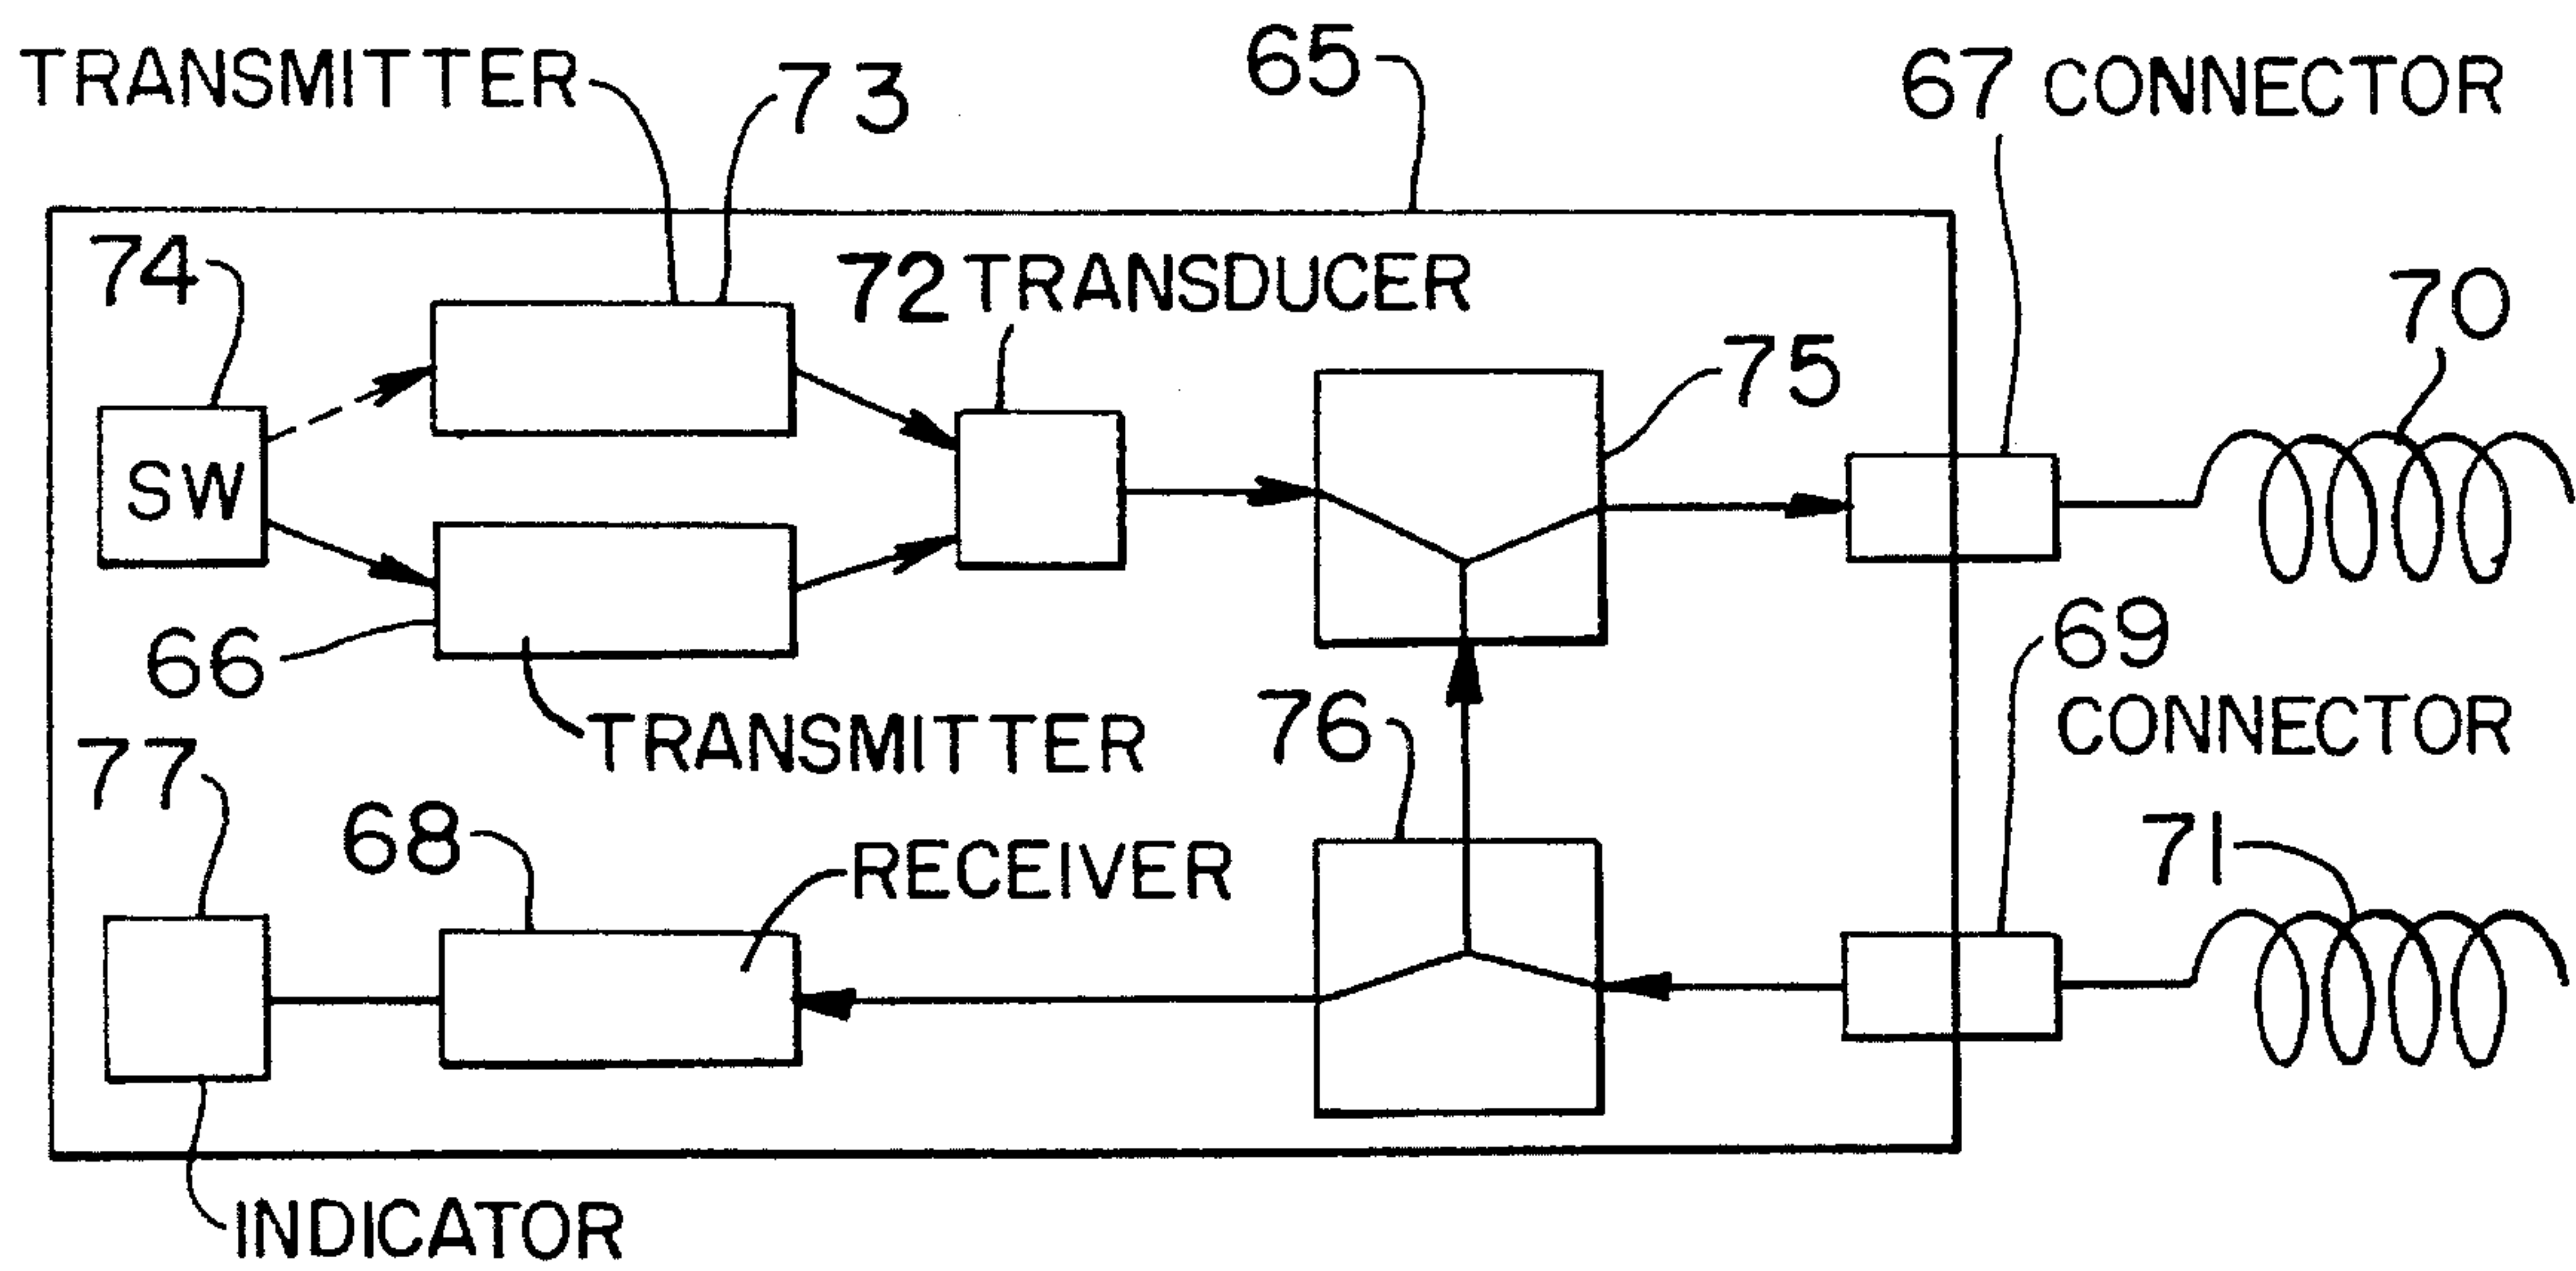 TRANSMITTER
73
65
67 CONNECTOR
74
72 TRANSDUCER
75
70
SW
66
TRANSMITTER
76
69
CONNECTOR
77
68
RECEIVER
71
INDICATOR